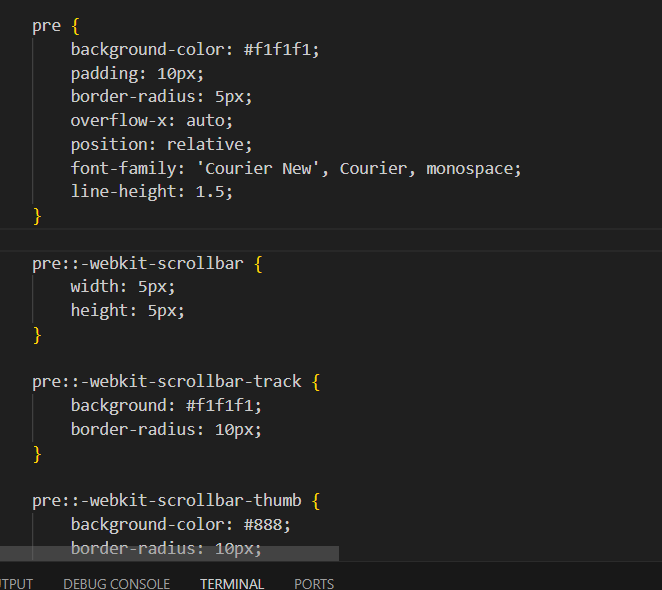 pre {
    background-color: #f1f1f1;
    padding: 10px;
    border-radius: 5px;
    overflow-x: auto;
    position: relative;
    font-family: 'Courier New', Courier, monospace;
    line-height: 1.5;
}
pre::-webkit-scrollbar {
    width: 5px;
    height: 5px;
}
pre::-webkit-scrollbar-track {
    background: #f1f1f1;
    border-radius: 10px;
}
pre::-webkit-scrollbar-thumb {
    background-color: #888;
    border-radius: 10px;
TPUT DEBUG CONSOLE TERMINAL PORTS